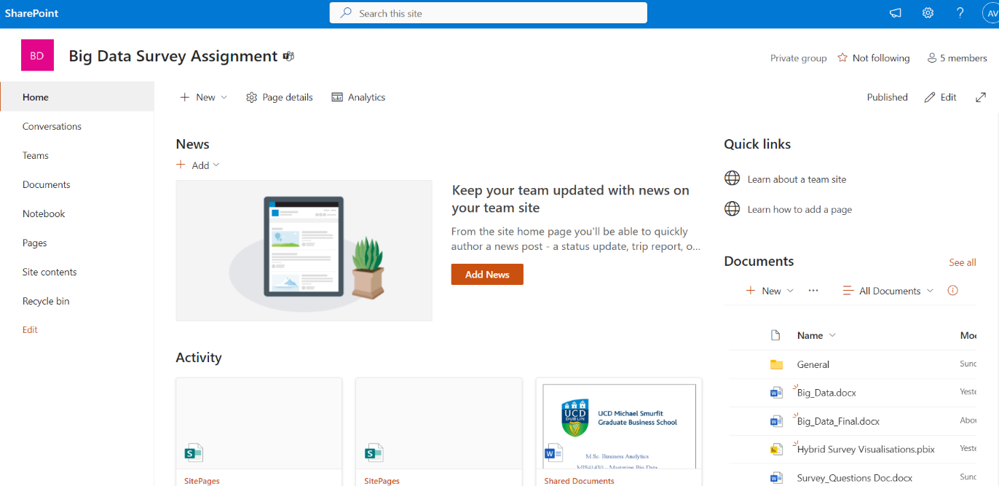 SharePoint
Search this site
AV
BD
Big Data Survey Assignment
Private group
Not following
5 members
Home
Conversations
Teams
Documents
Notebook
Pages
Site contents
Recycle bin
Edit
New
Page details
Analytics
Published
Edit
News
Add
Keep your team updated with news on
your team site
From the site home page you'll be able to quickly
author a news post - a status update, trip report, o...
Add News
Activity
SitePages
SitePages
UCD
DUBLIN
UCD Michael Smurfit
Graduate Business School
M Sc. Business Analytics
MIS41430 – Mastering Big Data
Shared Documents
Quick links
Learn about a team site
Learn how to add a page
Documents
See all
New
All Documents
Name
General
Big_Data.docx
Yeste
Big_Data_Final.docx
Hybrid Survey Visualisations.pbix
Yeste
Survey_Questions Doc.docx